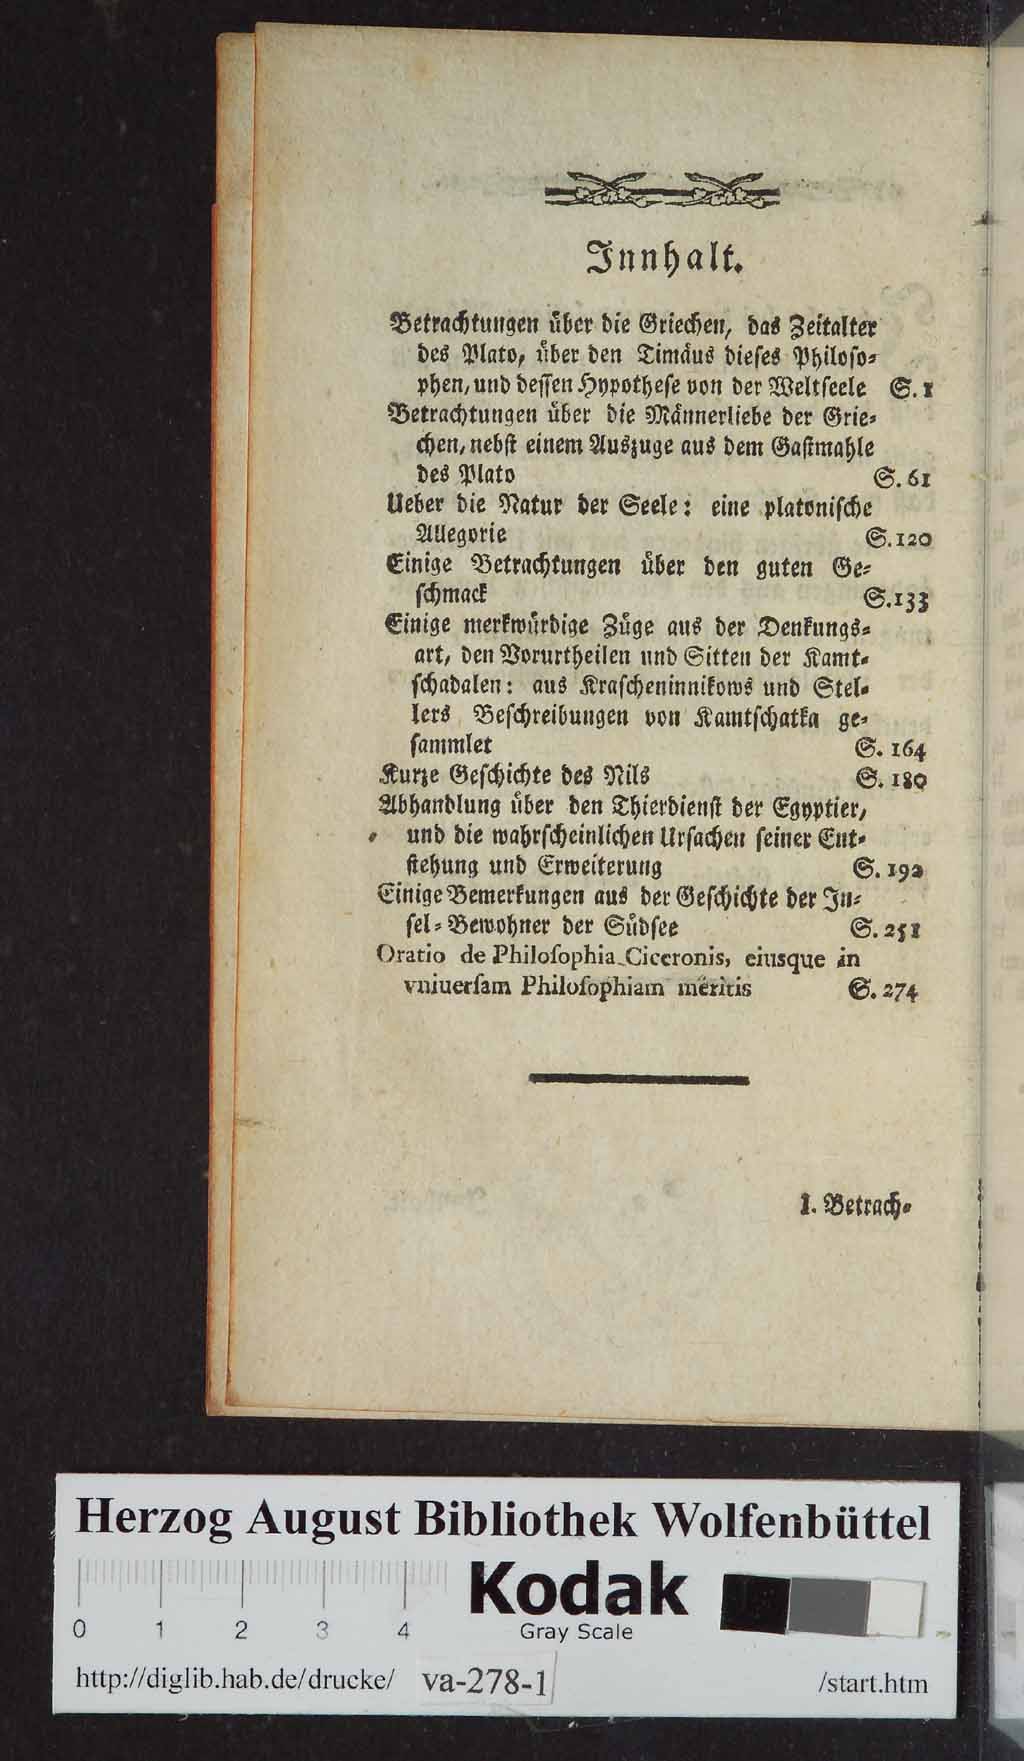 Innhalt.
Betrachtungen über die Griechen, das Zeitalter
des Plato, über den Timäus dieses Philoso-
phen, und dessen Hypothese von der Weltseele S. 1
Betrachtungen über die Männerliebe der Grie-
chen, nebst einem Auszuge aus dem Gastmahle
des Plato S. 61
Ueber die Natur der Seele: eine platonische
Allegorie S. 120
Einige Betrachtungen über den guten Ge-
schmack S. 133
Einige merkwürdige Züge aus der Denkungs-
art, den Vorurtheilen und Sitten der Kamt-
schadalen: aus Krascheninnikows und Stel-
lers Beschreibungen von Kamtschatka ge-
sammlet S. 164
Kurze Geschichte des Nils S. 180
Abhandlung über den Thierdienst der Egyptier,
und die wahrscheinlichen Ursachen seiner Ent-
stehung und Erweiterung S. 192
Einige Bemerkungen aus der Geschichte der In-
sel-Bewohner der Südsee S. 251
Oratio de Philoſophia Ciceronis, eiusque in
vniuerſam Philoſophiam meritis S. 274
I. Betrach-
Herzog August Bibliothek Wolfenbüttel
0 1 2 3 4
Kodak
Gray Scale
http://diglib.hab.de/drucke/ va-278-1 /start.htm